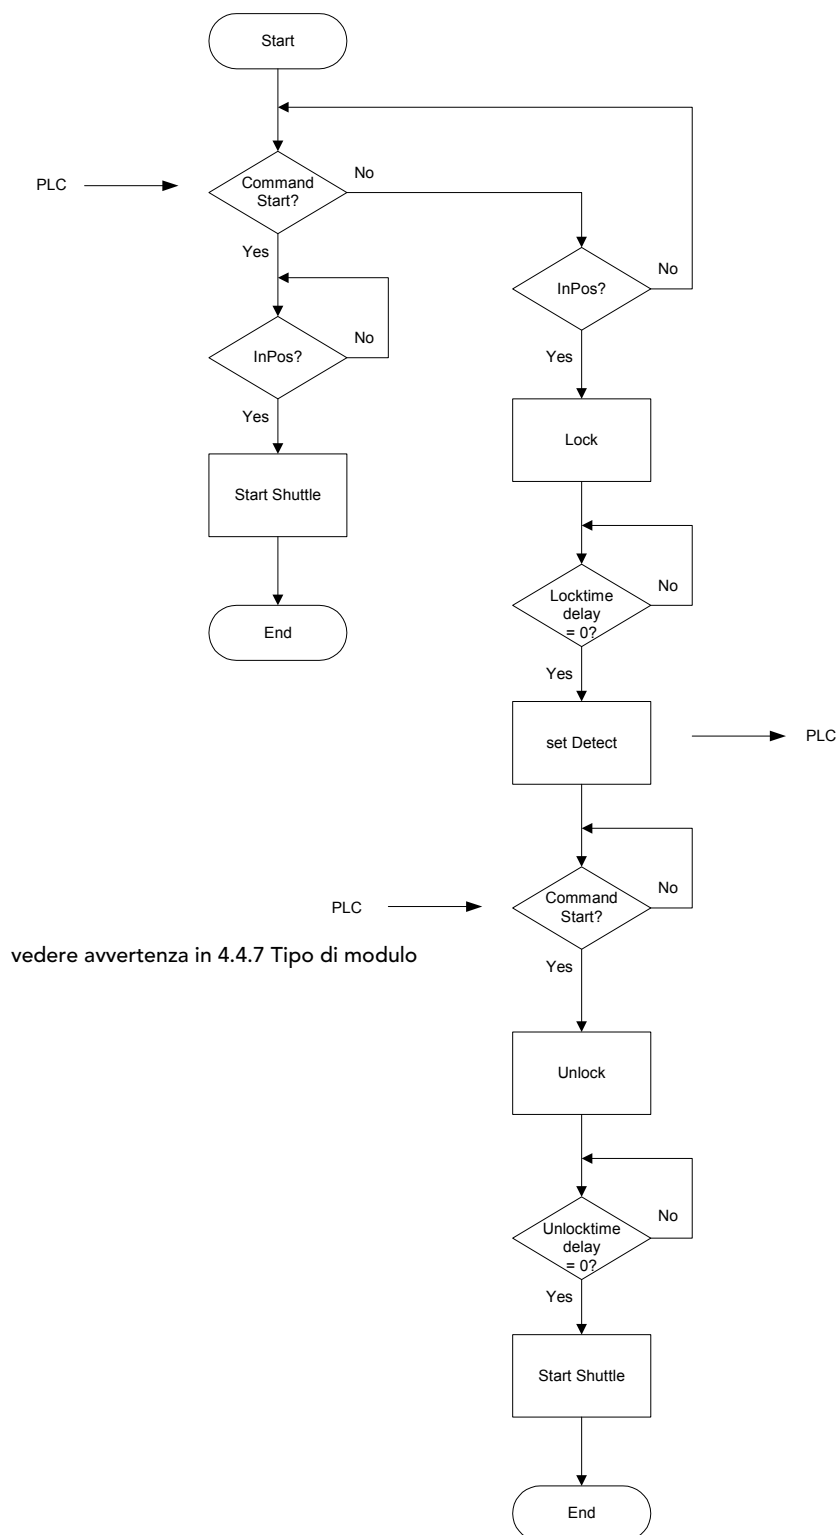 Start
PLC
Command
Start?
No
Yes
InPos?
No
Yes
Start Shuttle
End
InPos?
No
Yes
Lock
Locktime
delay
= 0?
No
Yes
set Detect
PLC
PLC
Command
Start?
No
vedere avvertenza in 4.4.7 Tipo di modulo
Yes
Unlock
Unlocktime
delay
= 0?
No
Yes
Start Shuttle
End